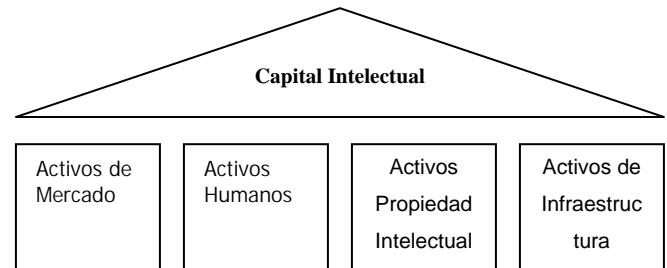 Capital Intelectual
Activos de
Mercado
Activos
Humanos
Activos
Propiedad
Intelectual
Activos de
Infraestruc
tura